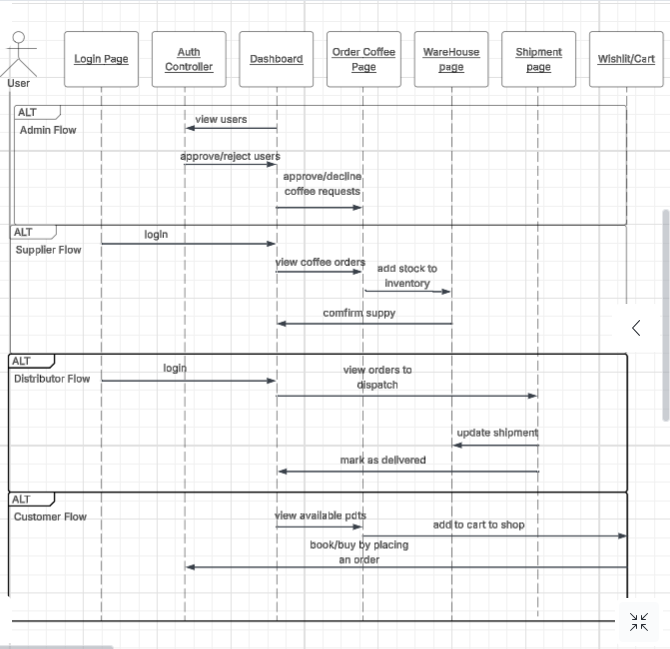 User
Login Page
Auth
Controller
Dashboard
Order Coffee
Page
WareHouse
page
Shipment
page
Wishlit/Cart
ALT
Admin Flow
view users
approve/reject users
approve/decline
coffee requests
ALT
Supplier Flow
login
view coffee orders
add stock to
inventory
comfirm suppy
ALT
Distributor Flow
login
view orders to
dispatch
update shipment
mark as delivered
ALT
Customer Flow
view available pdts
add to cart to shop
book/buy by placing
an order